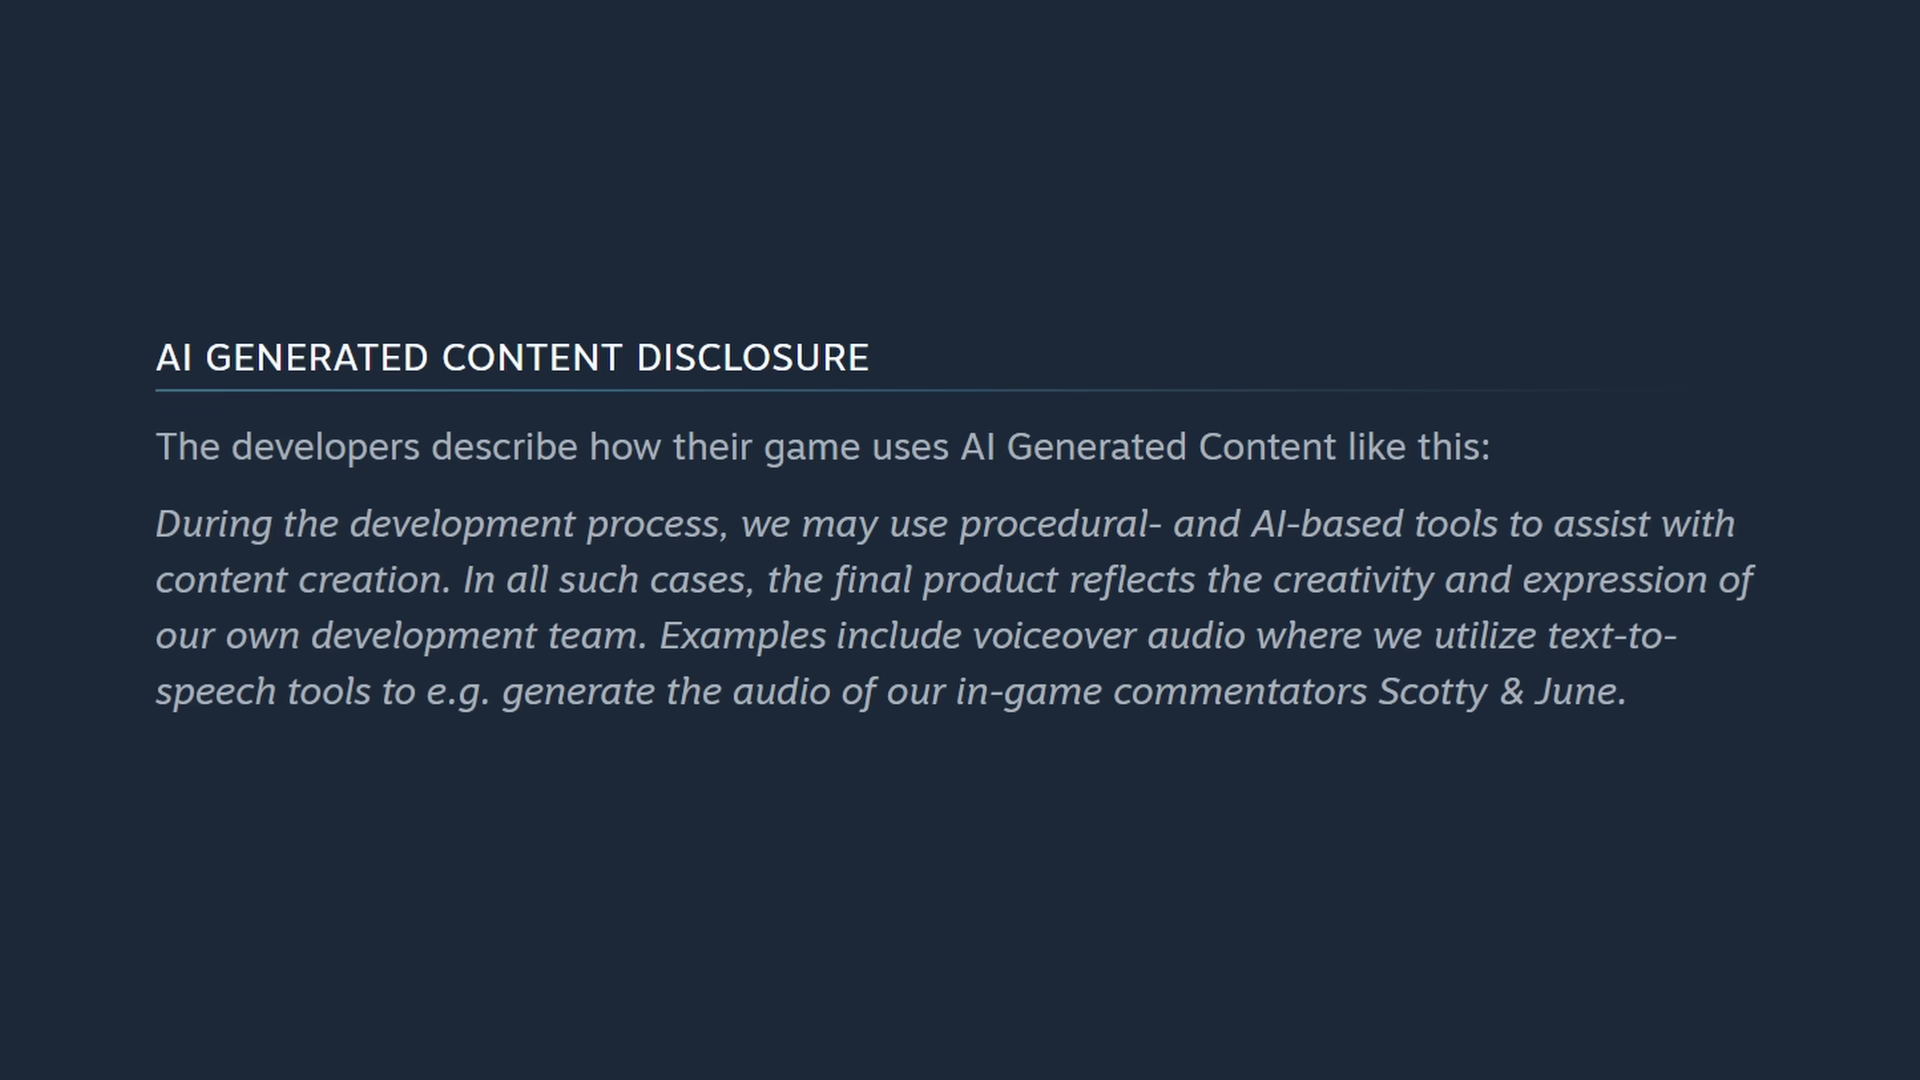 AI GENERATED CONTENT DISCLOSURE
The developers describe how their game uses AI Generated Content like this:
During the development process, we may use procedural- and AI-based tools to assist with
content creation. In all such cases, the final product reflects the creativity and expression of
our own development team. Examples include voiceover audio where we utilize text-to-
speech tools to e.g. generate the audio of our in-game commentators Scotty & June.